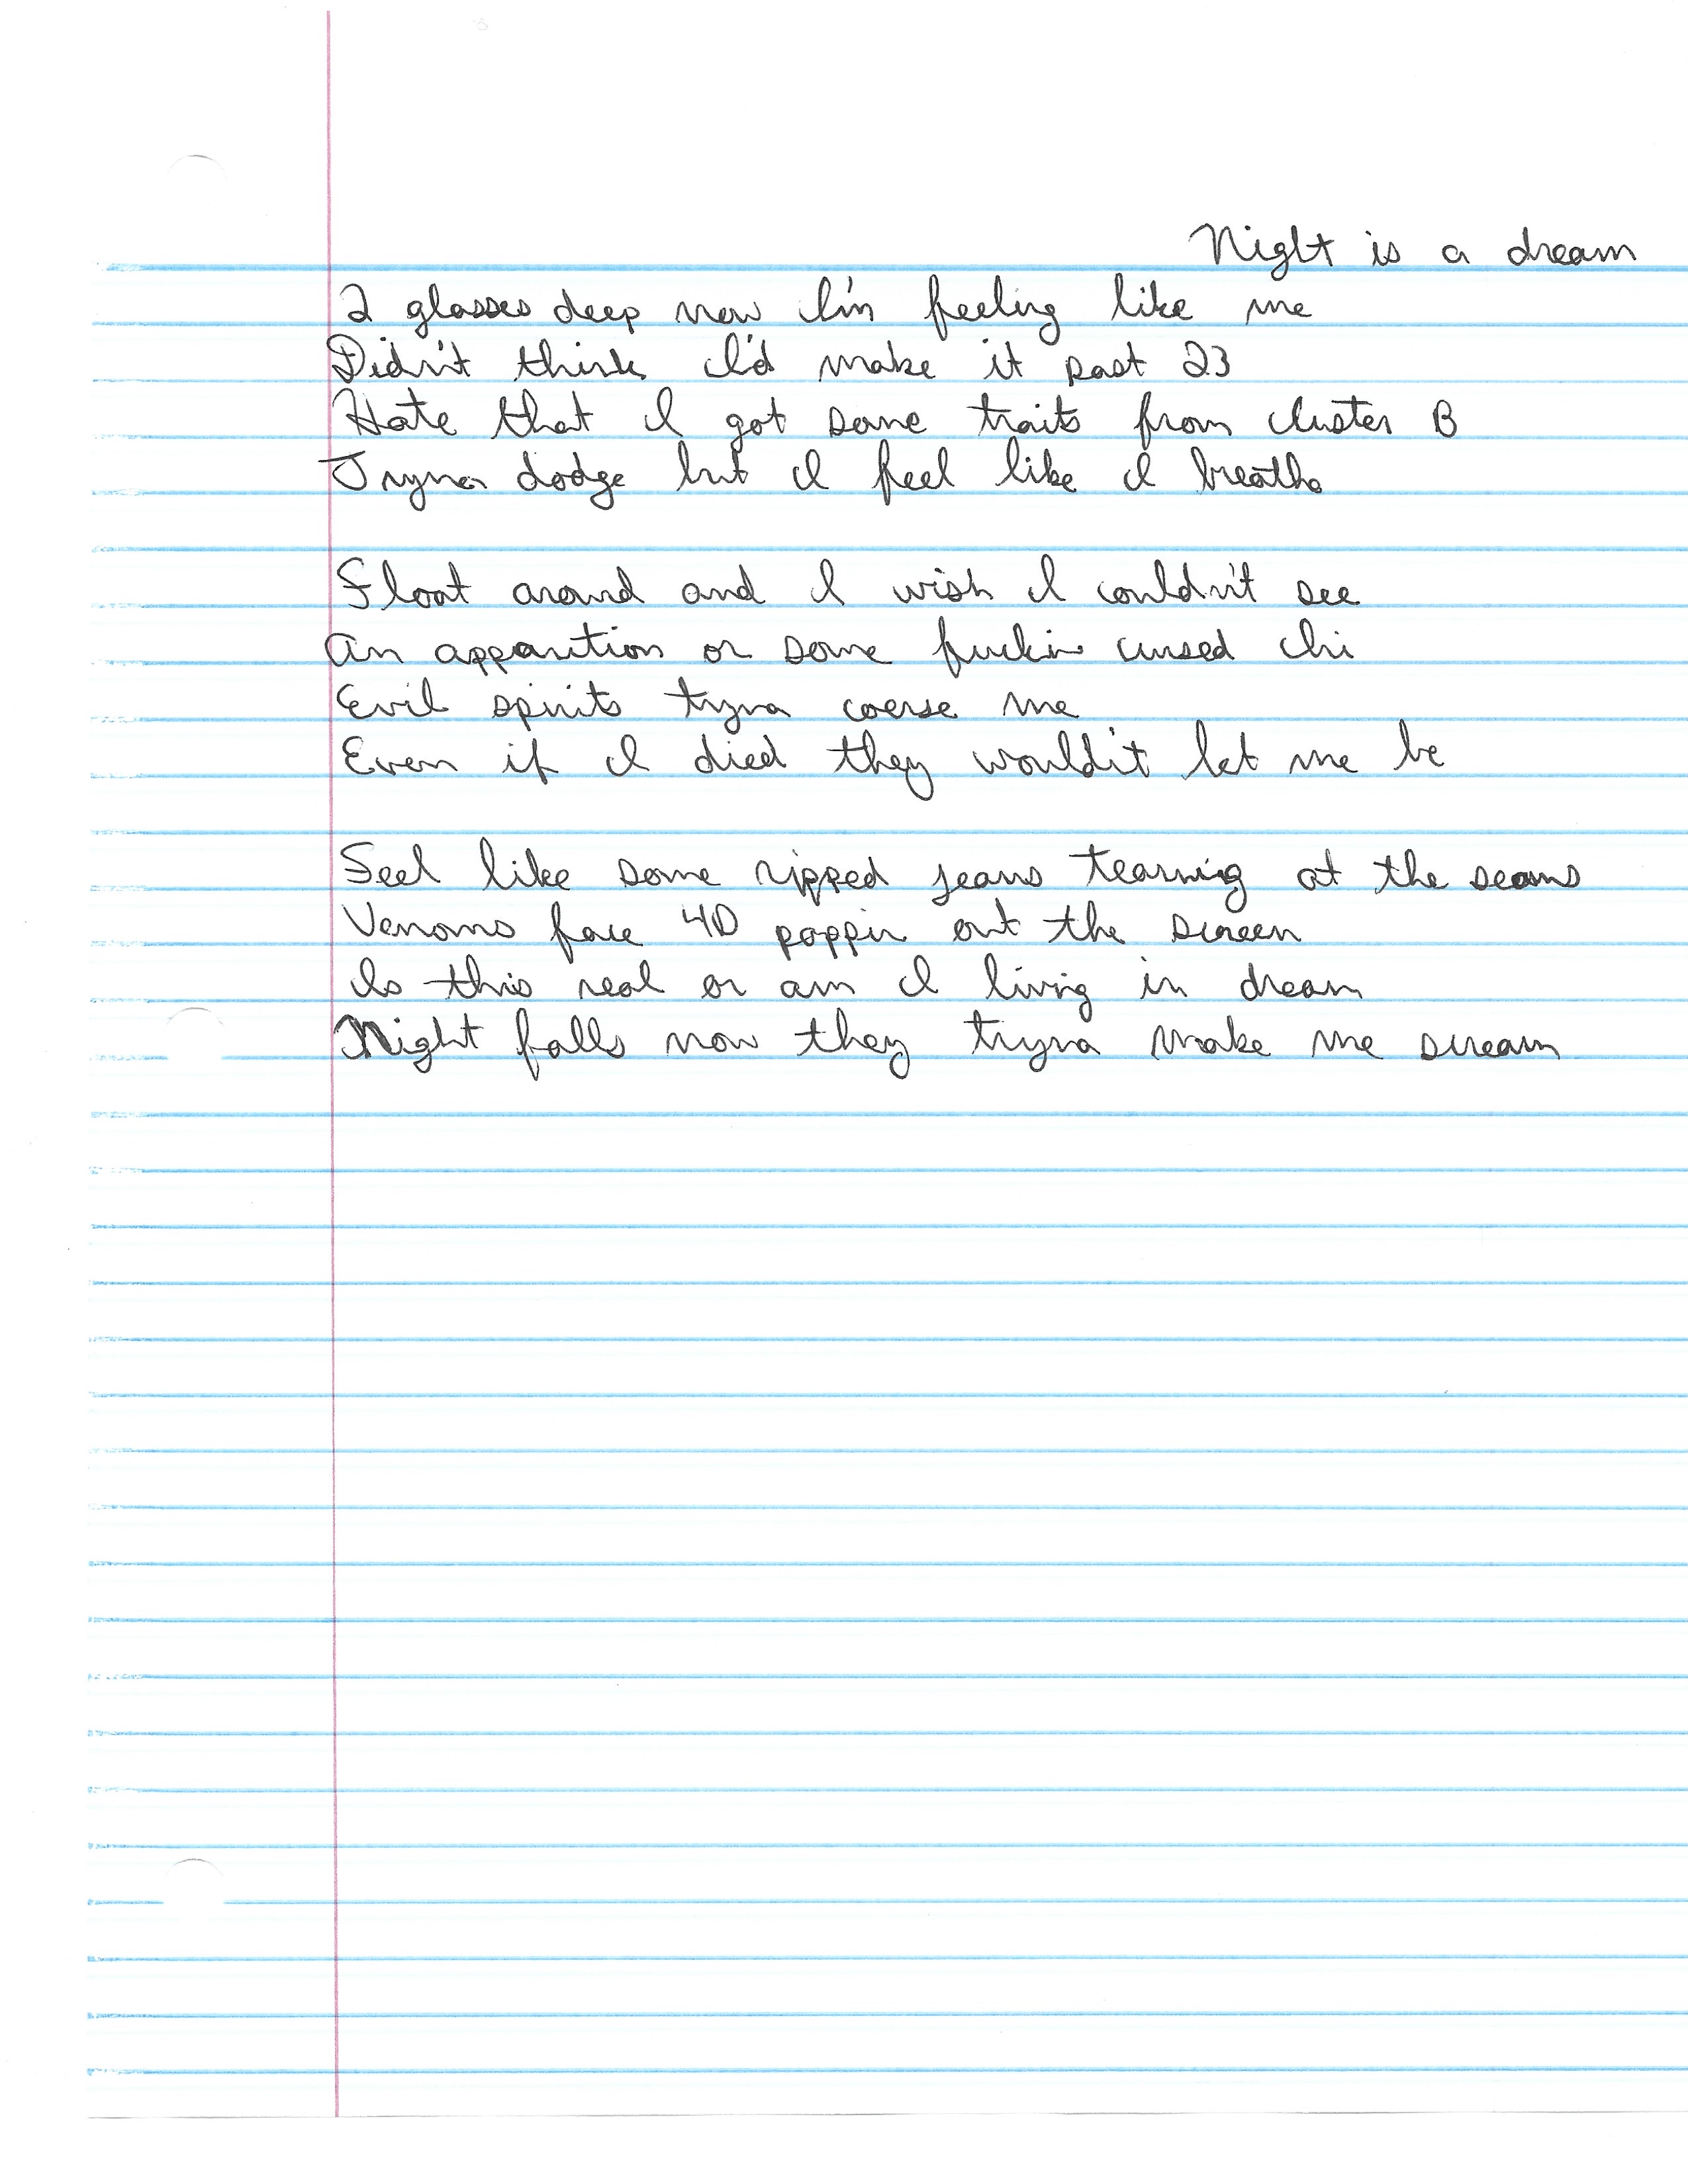 Night is a dream
2 glasses deep now I'm feeling like me
Didn't think I'd make it past 23
Hate that I got some traits from cluster B
Tryna dodge but I feel like I breathe

Float around and I wish I couldn't see
An apparition or some fuckin cursed chi
Evil spirits tryna coerse me
Even if I died they wouldn't let me be

Feel like some ripped jeans tearning at the seams
Venoms face 4D poppin out the screen
Is this real or am I living in dream
Night falls now they tryna make me scream